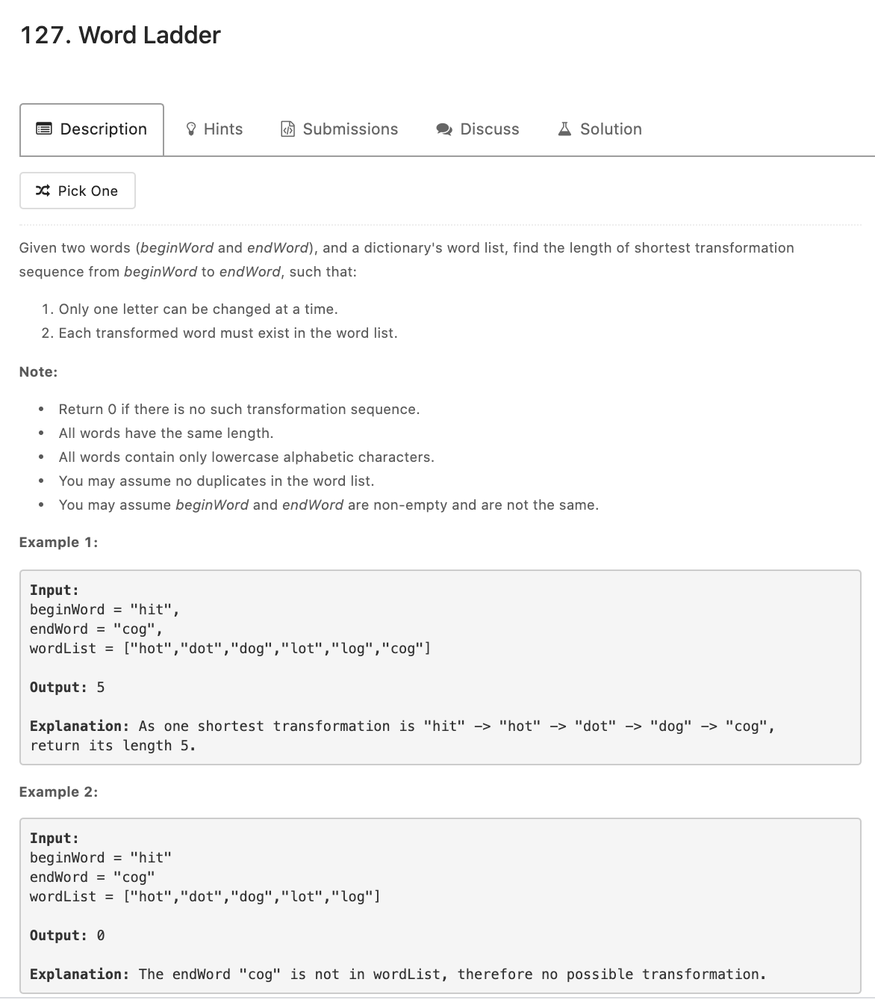 127. Word Ladder
Description Hints Submissions Discuss Solution
Pick One
Given two words (beginWord and endWord), and a dictionary's word list, find the length of shortest transformation
sequence from beginWord to endWord, such that:
1. Only one letter can be changed at a time.
2. Each transformed word must exist in the word list.
Note:
• Return 0 if there is no such transformation sequence.
• All words have the same length.
• All words contain only lowercase alphabetic characters.
• You may assume no duplicates in the word list.
• You may assume beginWord and endWord are non-empty and are not the same.
Example 1:
Input:
beginWord = "hit",
endWord = "cog",
wordList = ["hot","dot","dog","lot","log","cog"]
Output: 5
Explanation: As one shortest transformation is "hit" -> "hot" -> "dot" -> "dog" -> "cog",
return its length 5.
Example 2:
Input:
beginWord = "hit"
endWord = "cog"
wordList = ["hot","dot","dog","lot","log"]
Output: 0
Explanation: The endWord "cog" is not in wordList, therefore no possible transformation.